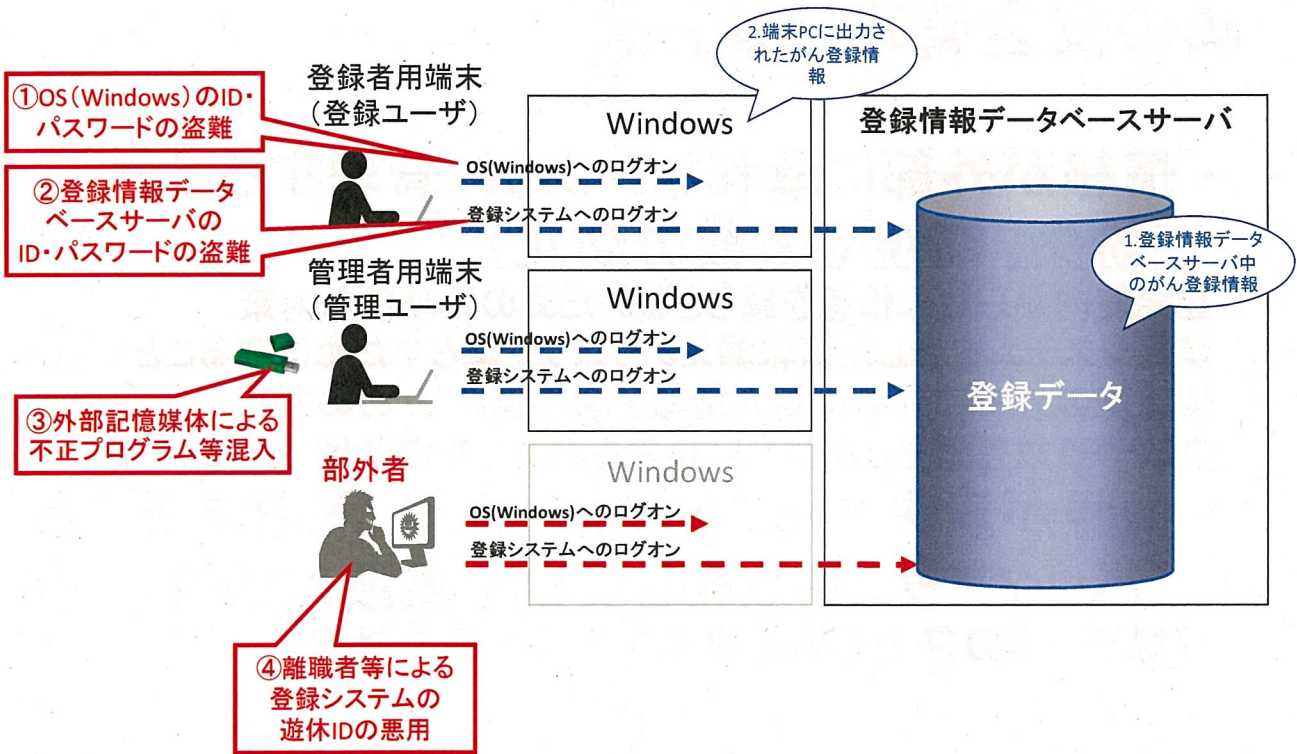 2.端末PCに出力さ
れたがん登録情
報
登録者用端末
(登録ユーザ)
①OS(Windows)のID・
パスワードの盗難
Windows
登録情報データベースサーバ
OS(Windows)へのログオン
②登録情報データ
ベースサーバの
ID・パスワードの盗難
登録システムへのログオン
1.登録情報データ
ベースサーバ中
のがん登録情報
管理者用端末
(管理ユーザ)
Windows
OS(Windows)へのログオン
登録システムへのログオン
登録データ
③外部記憶媒体による
不正プログラム等混入
部外者
Windows
OS(Windows)へのログオン
登録システムへのログオン
④離職者等による
登録システムの
遊休IDの悪用